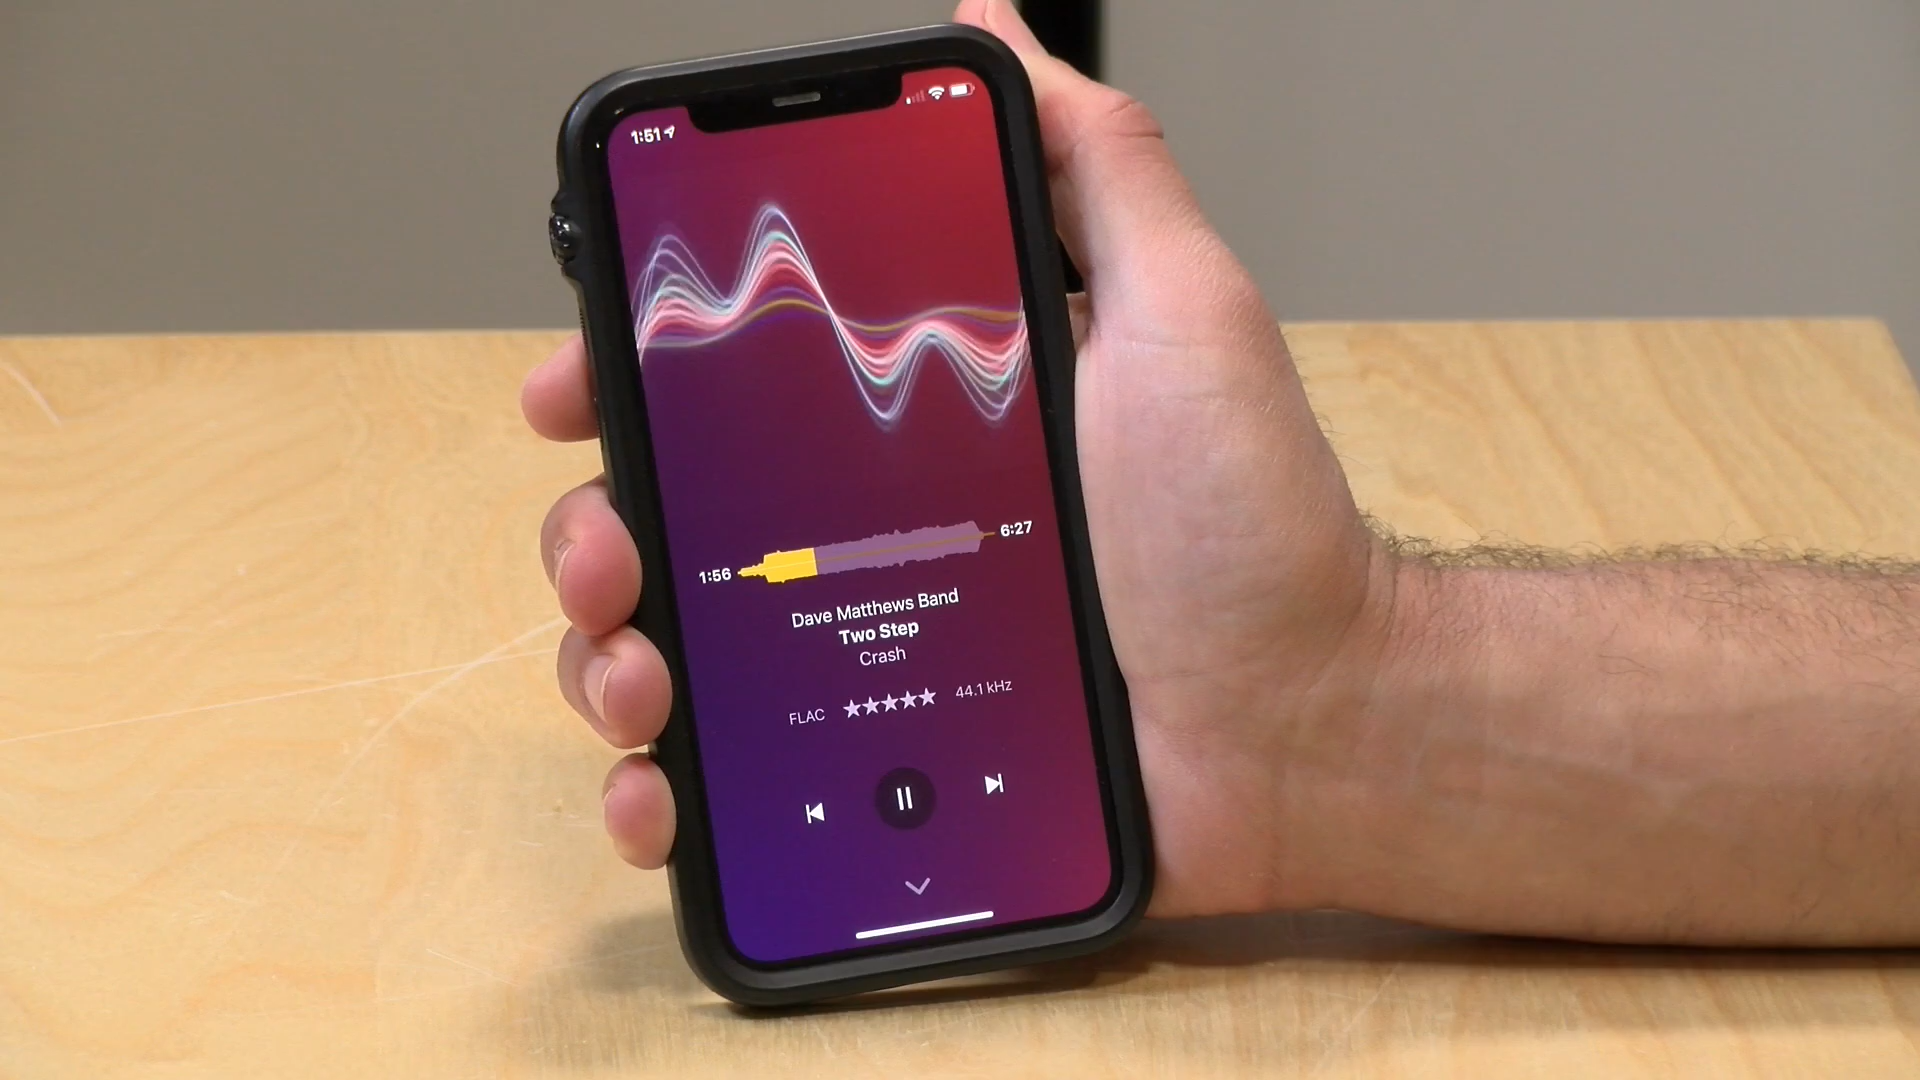 1:51
6:27
1:56
Dave Matthews Band
Two Step
Crash
FLAC 44.1 kHz